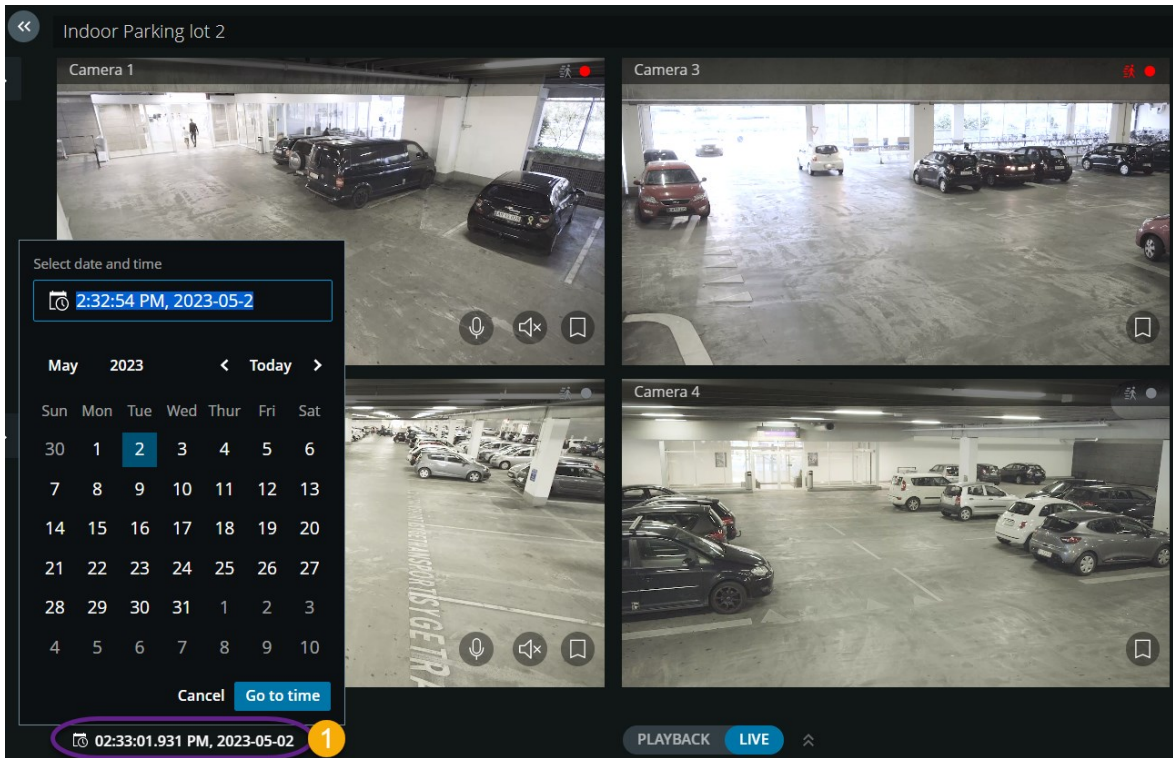 Indoor Parking lot 2
Camera 1
Camera 3
Select date and time
2:32:54 PM, 2023-05-2
May 2023 Today
Sun Mon Tue Wed Thur Fri Sat
30 1 2 3 4 5 6
7 8 9 10 11 12 13
14 15 16 17 18 19 20
21 22 23 24 25 26 27
28 29 30 31 1 2 3
4 5 6 7 8 9 10
Cancel Go to time
Camera 4
02:33:01.931 PM, 2023-05-02
1
PLAYBACK LIVE